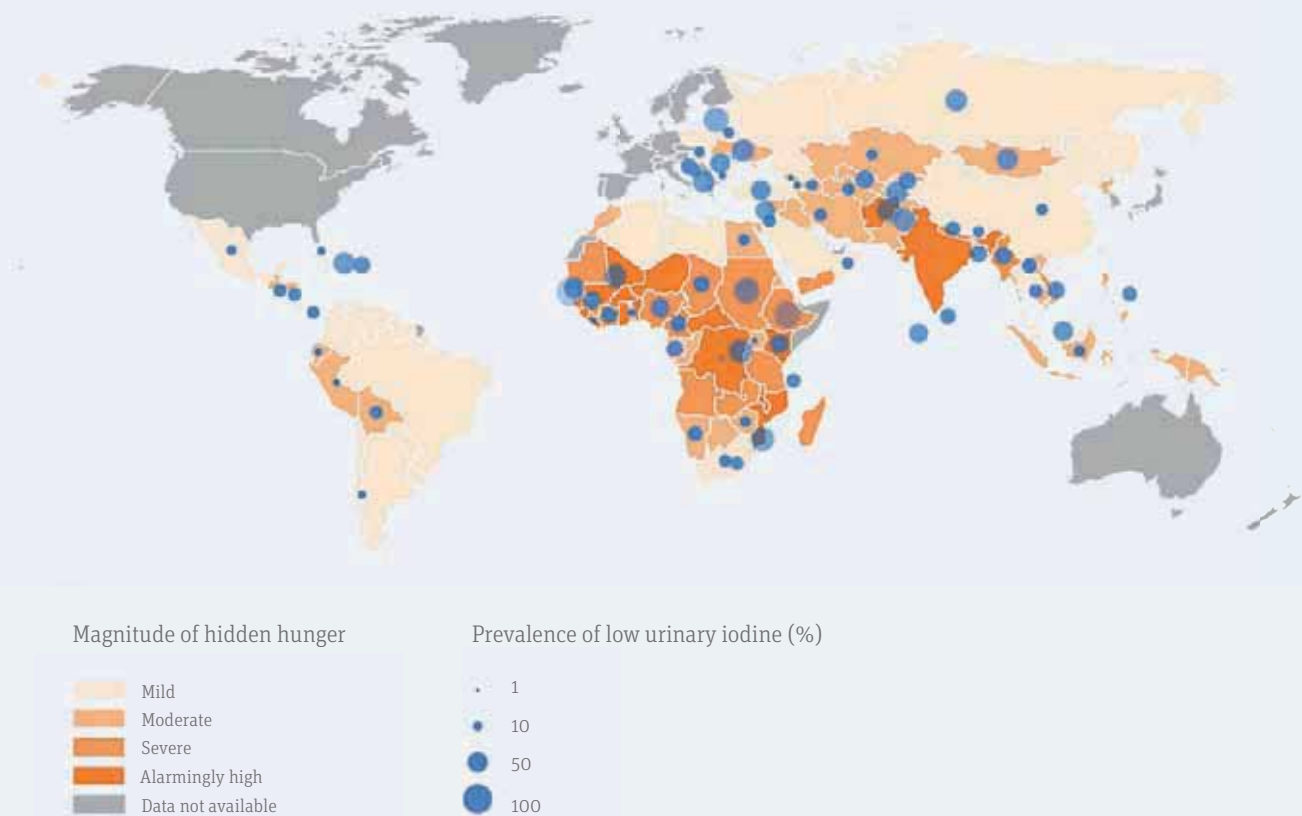 Magnitude of hidden hunger
Mild
Moderate
Severe
Alarmingly high
Data not available
Prevalence of low urinary iodine (%)
1
10
50
100